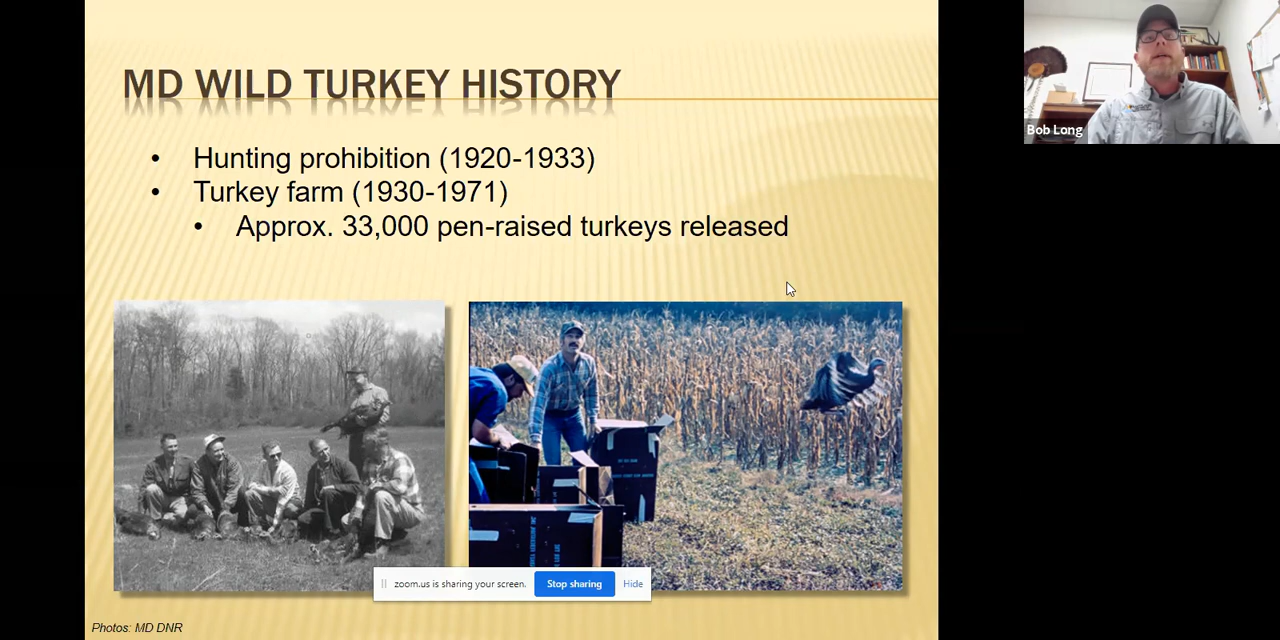 MD WILD TURKEY HISTORY
• Hunting prohibition (1920-1933)
• Turkey farm (1930-1971)
• Approx. 33,000 pen-raised turkeys released
zoom.us is sharing your screen. Stop sharing Hide
Photos: MD DNR
Bob Long